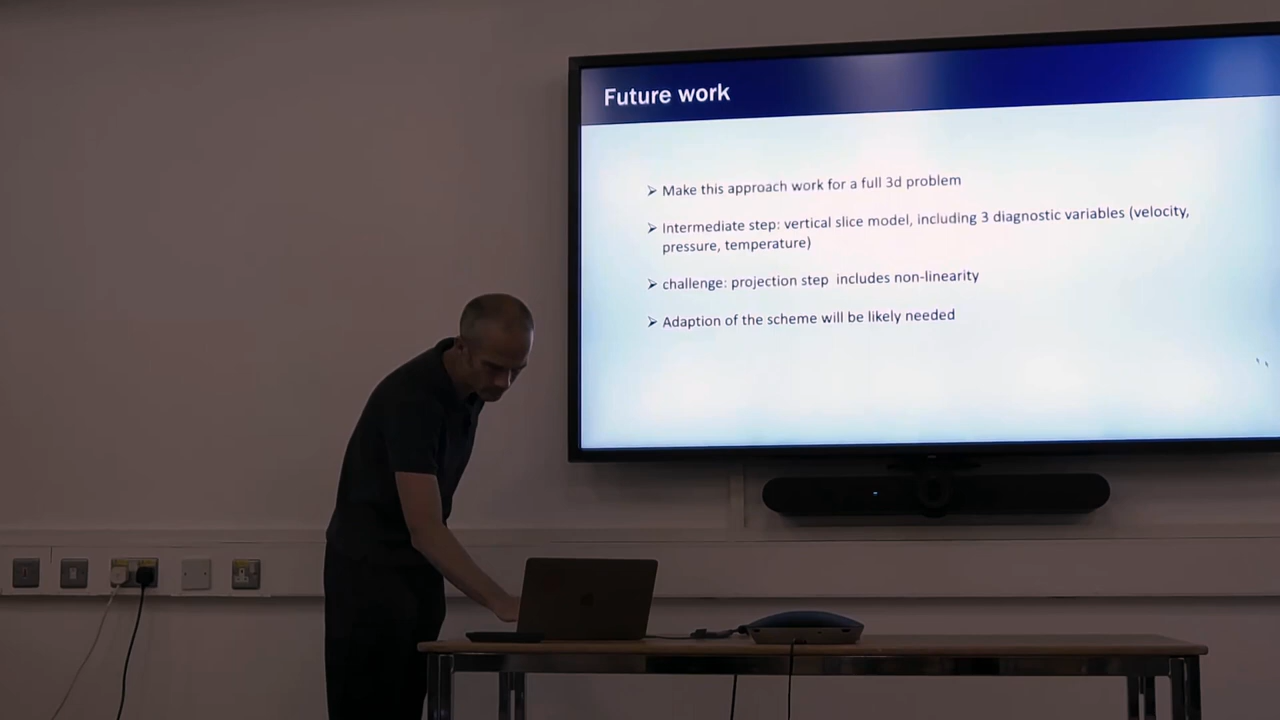 Future work
➢ Make this approach work for a full 3d problem
➢ Intermediate step: vertical slice model, including 3 diagnostic variables (velocity,
pressure, temperature)
➢ challenge: projection step includes non-linearity
➢ Adaption of the scheme will be likely needed